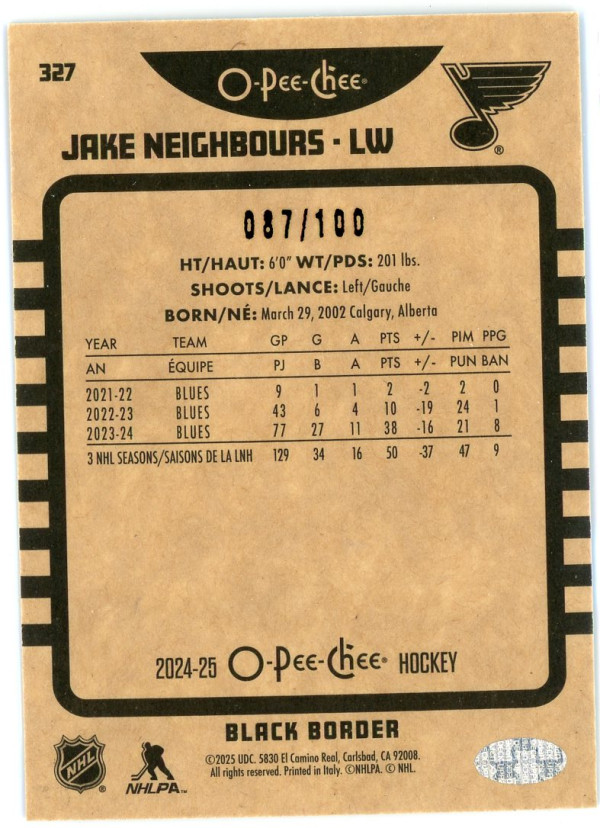 327
O-Pee-Chee®
JAKE NEIGHBOURS · LW
®
087/100
HT/HAUT: 6'0" WT/PDS: 201 lbs.
SHOOTS/LANCE: Left/Gauche
BORN/NÉ: March 29, 2002 Calgary, Alberta
YEAR TEAM GP G A PTS +/- PIM PPG
AN ÉQUIPE PJ B A PTS +/- PUN BAN
2021-22 BLUES 9 1 1 2 -2 2 0
2022-23 BLUES 43 6 4 10 -19 24 1
2023-24 BLUES 77 27 11 38 -16 21 8
3 NHL SEASONS/SAISONS DE LA LNH 129 34 16 50 -37 47 9
2024-25 O-Pee-Chee® HOCKEY
BLACK BORDER
NHL ®
NHLPA™
©2025 UDC. 5830 El Camino Real, Carlsbad, CA 92008.
All rights reserved. Printed in Italy. ©NHLPA. © NHL.